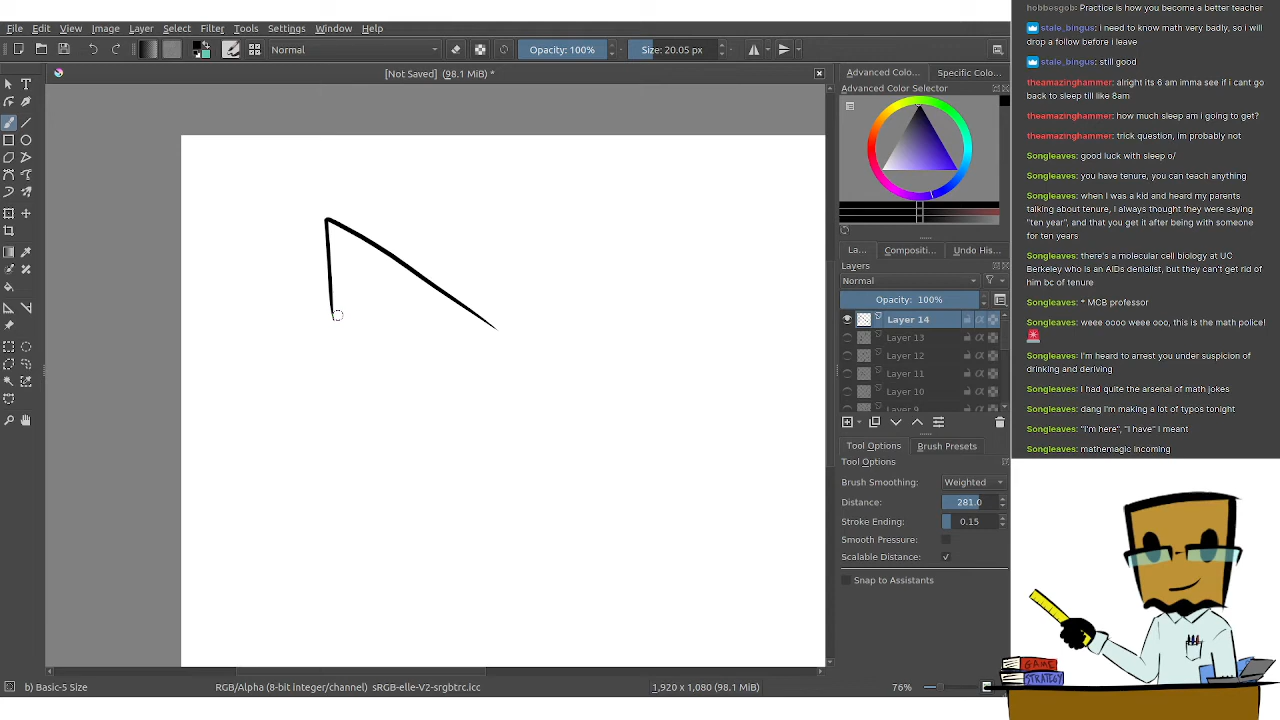 File Edit View Image Layer Select Filter Tools Settings Window Help
Normal
Opacity: 100%
Size: 20.05 px
[Not Saved] (98.1 MiB) *
Advanced Colo... Specific Colo...
Advanced Color Selector
La... Compositi... Undo His...
Layers
Normal
Opacity: 100%
Layer 14
Layer 13
Layer 12
Layer 11
Layer 10
Layer 9
Tool Options Brush Presets
Tool Options
Brush Smoothing: Weighted
Distance: 281.0
Stroke Ending: 0.15
Smooth Pressure:
Scalable Distance:
Snap to Assistants
b) Basic-5 Size
RGB/Alpha (8-bit integer/channel) sRGB-elle-V2-srgbtrc.icc
1,920 x 1,080 (98.1 MiB)
76%
hobbesgob: Practice is how you become a better teacher
stale_bingus: i need to know math very badly, so i will
drop a follow before i leave
stale_bingus: still good
theamazinghammer: alright its 6 am imma see if i cant go
back to sleep till like 8am
theamazinghammer: how much sleep am i going to get?
theamazinghammer: trick question, im probably not
Songleaves: good luck with sleep o/
Songleaves: you have tenure, you can teach anything
Songleaves: when I was a kid and heard my parents
talking about tenure, I always thought they were saying
"ten year", and that you get it after being with someone
for ten years
Songleaves: there's a molecular cell biology at UC
Berkeley who is an AIDs denialist, but they can't get rid of
him bc of tenure
Songleaves: * MCB professor
Songleaves: weee oooo weee ooo, this is the math police!
Songleaves: I'm heard to arrest you under suspicion of
drinking and deriving
Songleaves: I had quite the arsenal of math jokes
Songleaves: dang I'm making a lot of typos tonight
Songleaves: "I'm here", "I have" I meant
Songleaves: mathemagic incoming
GAME
STRATEGY